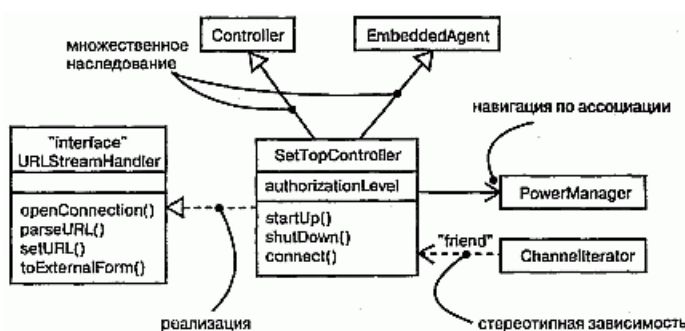 множественное
наследование
Controller
EmbeddedAgent
навигация по ассоциации
"interface"
URLStreamHandler
openConnection()
parseURL()
setURL()
toExternalForm()
SetTopController
authorizationLevel
startUp()
shutDown()
connect()
PowerManager
"friend"
ChannelIterator
реализация
стереотипная зависимость